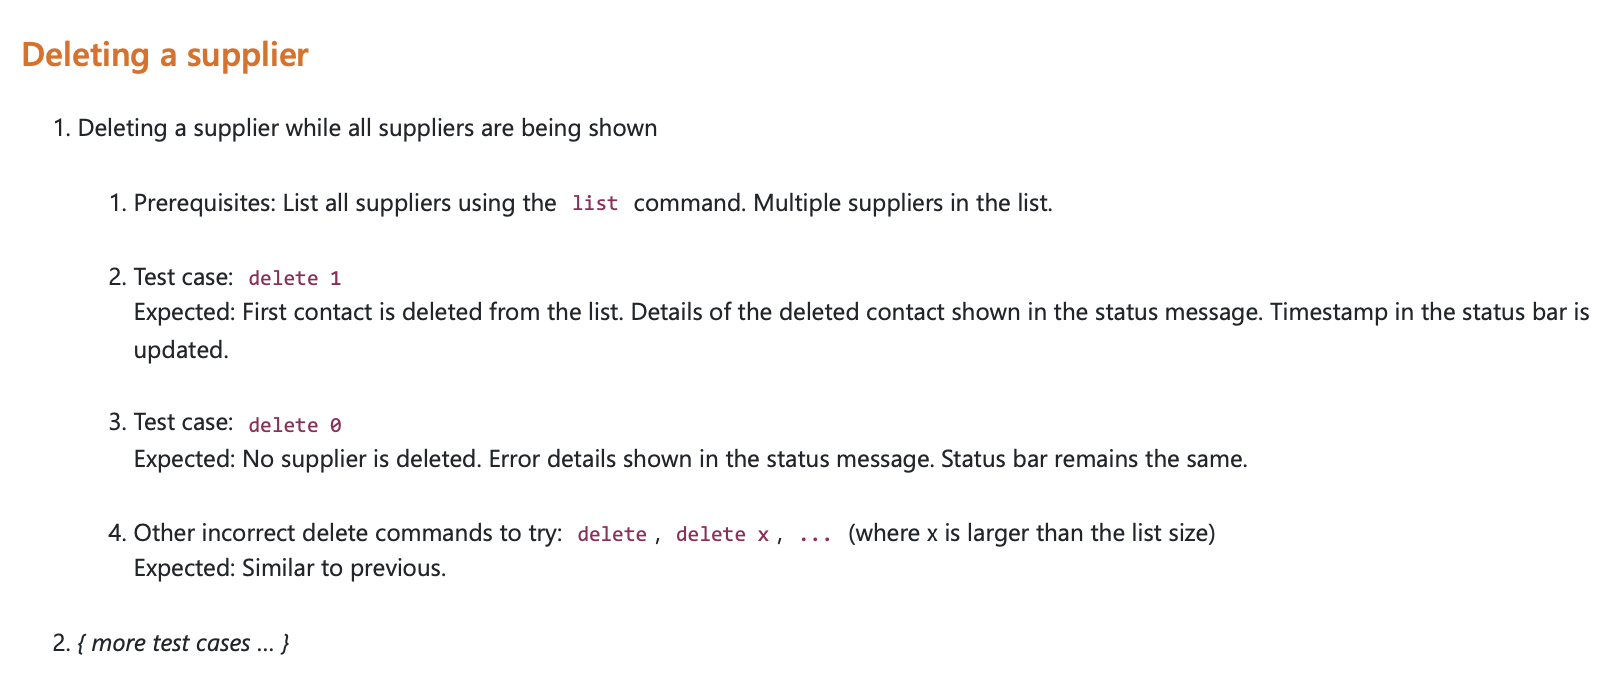 Deleting a supplier
1. Deleting a supplier while all suppliers are being shown
1. Prerequisites: List all suppliers using the list command. Multiple suppliers in the list.
2. Test case: delete 1
Expected: First contact is deleted from the list. Details of the deleted contact shown in the status message. Timestamp in the status bar is
updated.
3. Test case: delete 0
Expected: No supplier is deleted. Error details shown in the status message. Status bar remains the same.
4. Other incorrect delete commands to try: delete , delete x , ... (where x is larger than the list size)
Expected: Similar to previous.
2. { more test cases … }